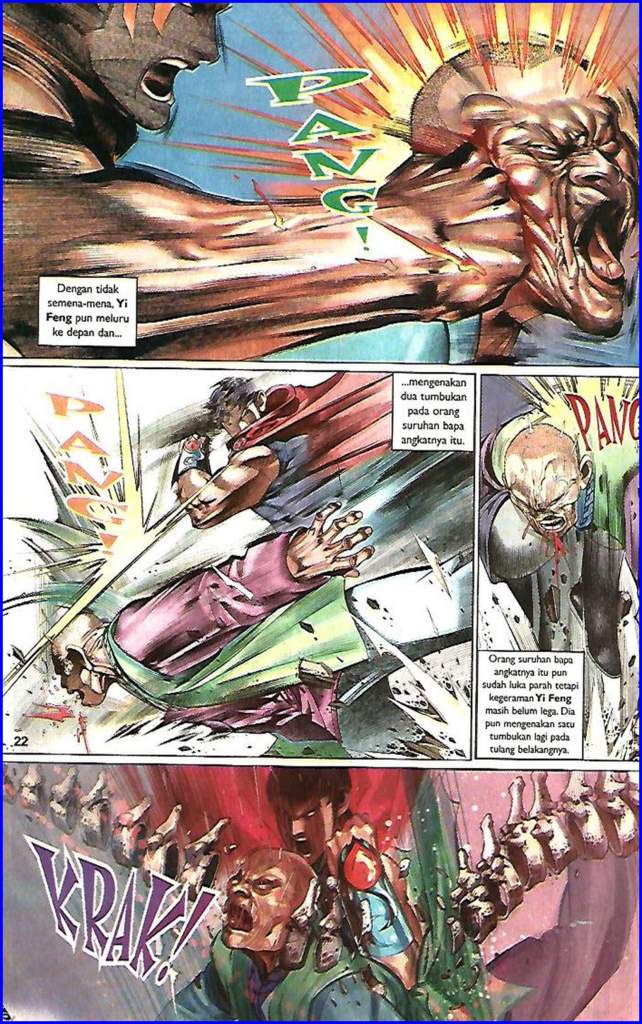 PANG!
Dengan tidak
semena-mena, Yi
Feng pun meluru
ke depan dan...
PANG!
...mengenakan
dua tumbukan
pada orang
suruhan bapa
angkatnya itu.
PANG
Orang suruhan bapa
angkatnya itu pun
sudah luka parah tetapi
kegeraman Yi Feng
masih belum lega. Dia
pun mengenakan satu
tumbukan lagi pada
tulang belakangnya.
22
KRAK!